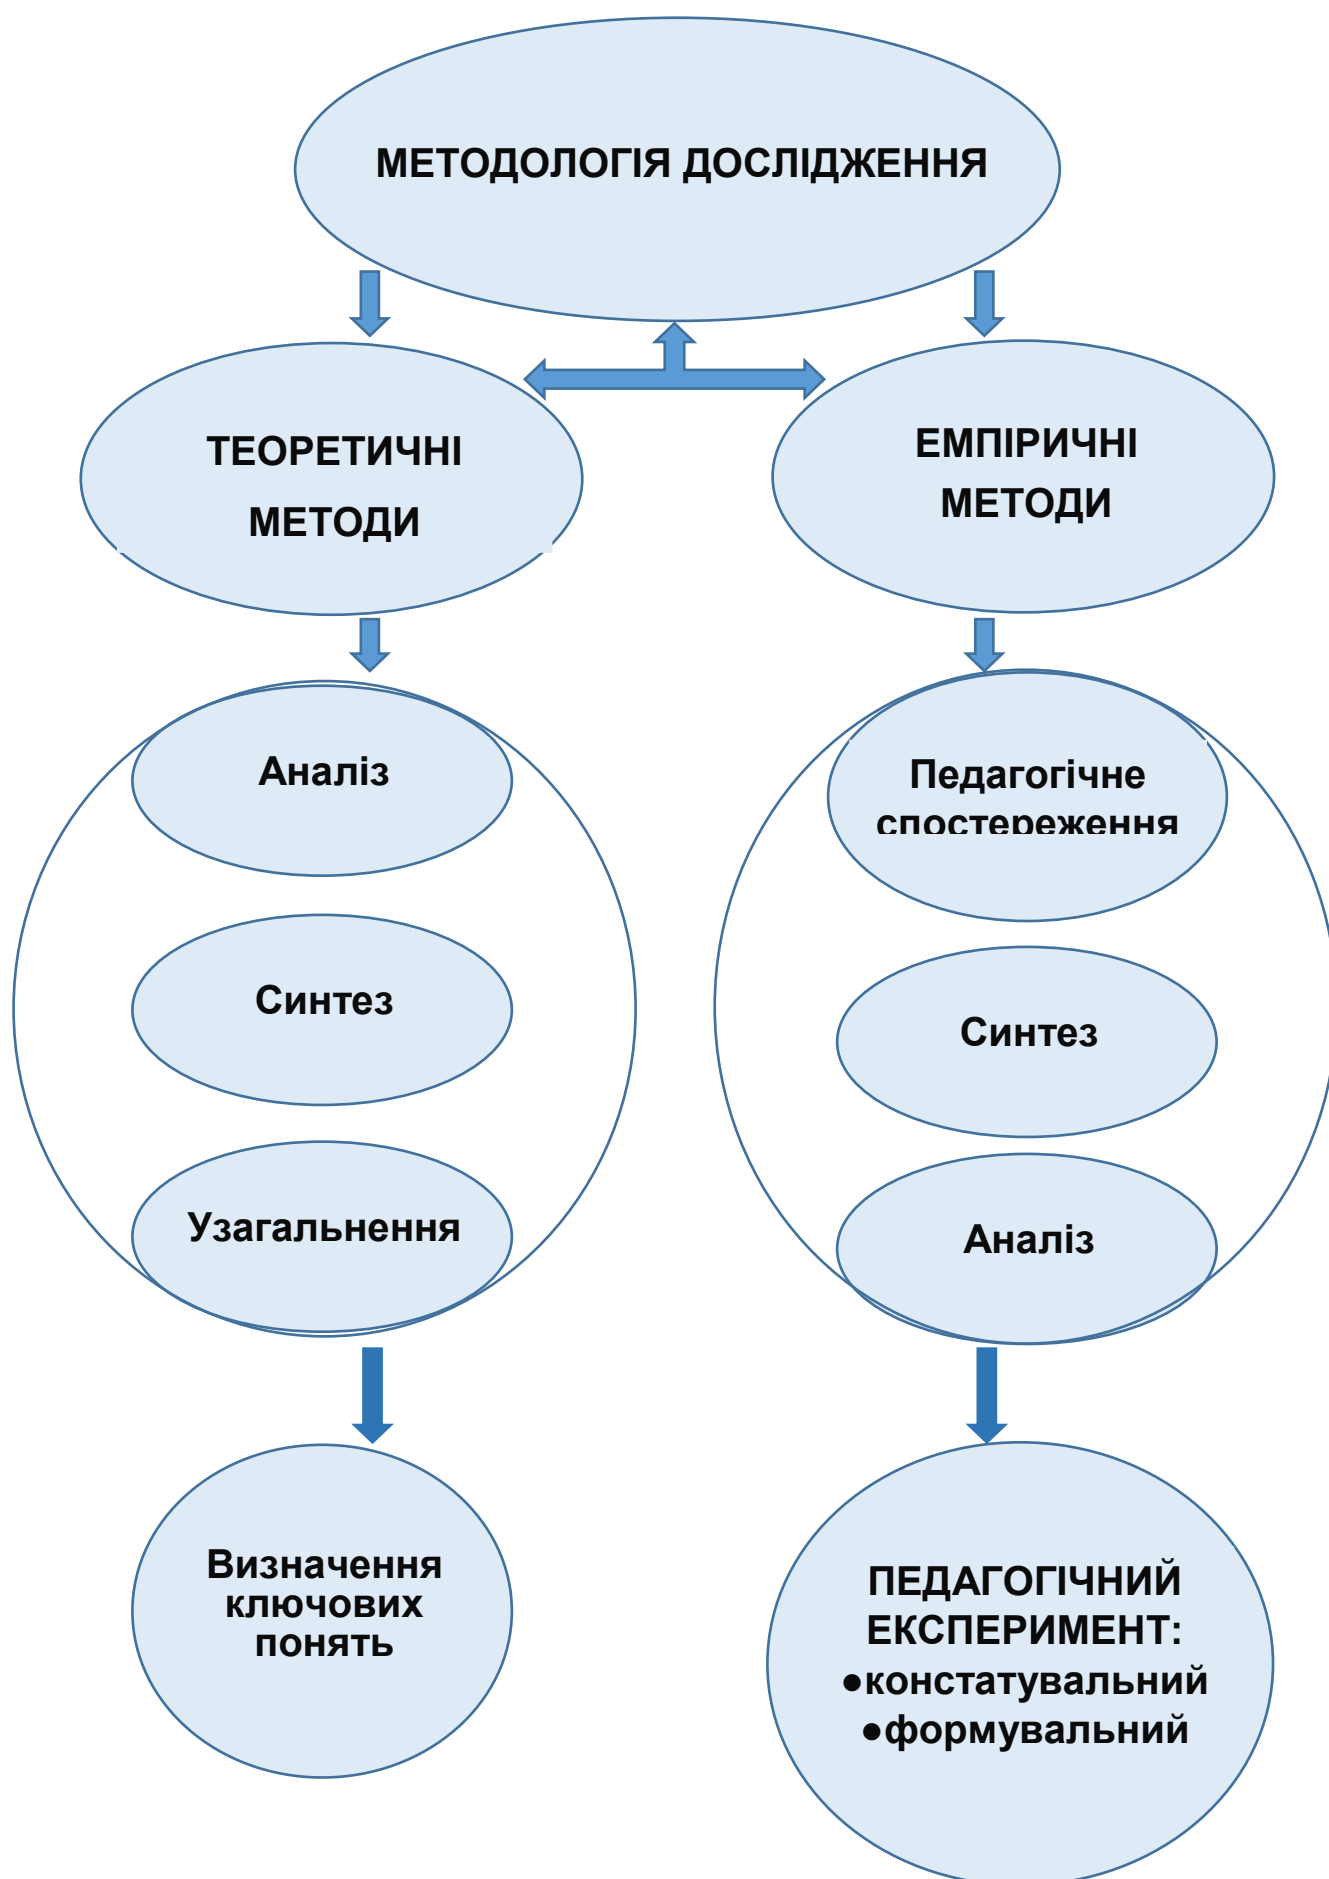 МЕТОДОЛОГІЯ ДОСЛІДЖЕННЯ
ТЕОРЕТИЧНІ
МЕТОДИ
ЕМПІРИЧНІ
МЕТОДИ
Аналіз
Синтез
Узагальнення
Педагогічне
спостереження
Синтез
Аналіз
Визначення
ключових
понять
ПЕДАГОГІЧНИЙ
ЕКСПЕРИМЕНТ:
●констатувальний
●формувальний